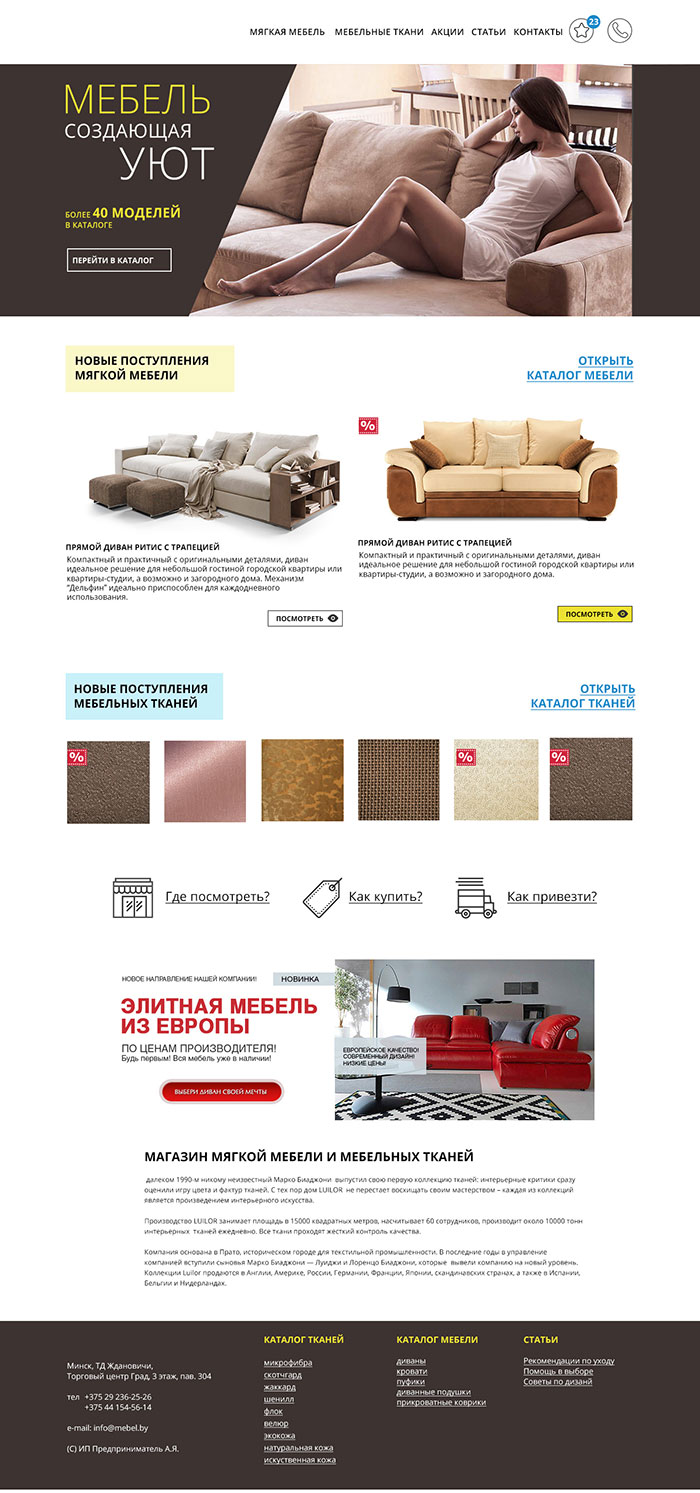 МЯГКАЯ МЕБЕЛЬ МЕБЕЛЬНЫЕ ТКАНИ АКЦИИ СТАТЬИ КОНТАКТЫ 23
МЕБЕЛЬ
СОЗДАЮЩАЯ
УЮТ
БОЛЕЕ 40 МОДЕЛЕЙ
В КАТАЛОГЕ
ПЕРЕЙТИ В КАТАЛОГ
НОВЫЕ ПОСТУПЛЕНИЯ
МЯГКОЙ МЕБЕЛИ
ОТКРЫТЬ
КАТАЛОГ МЕБЕЛИ
%
ПРЯМОЙ ДИВАН РИТИС С ТРАПЕЦИЕЙ
Компактный и практичный с оригинальными деталями, диван
идеальное решение для небольшой гостиной городской квартиры или
квартиры-студии, а возможно и загородного дома. Механизм
"Дельфин" идеально приспособлен для каждодневного
использования.
ПОСМОТРЕТЬ
ПРЯМОЙ ДИВАН РИТИС С ТРАПЕЦИЕЙ
Компактный и практичный с оригинальными деталями, диван
идеальное решение для небольшой гостиной городской квартиры или
квартиры-студии, а возможно и загородного дома.
ПОСМОТРЕТЬ
НОВЫЕ ПОСТУПЛЕНИЯ
МЕБЕЛЬНЫХ ТКАНЕЙ
ОТКРЫТЬ
КАТАЛОГ ТКАНЕЙ
% % %
Где посмотреть? Как купить? Как привезти?
НОВОЕ НАПРАВЛЕНИЕ НАШЕЙ КОМПАНИИ! НОВИНКА
ЭЛИТНАЯ МЕБЕЛЬ
ИЗ ЕВРОПЫ
ПО ЦЕНАМ ПРОИЗВОДИТЕЛЯ!
Будь первым! Вся мебель уже в наличии!
ВЫБЕРИ ДИВАН СВОЕЙ МЕЧТЫ
ЕВРОПЕЙСКОЕ КАЧЕСТВО!
СОВРЕМЕННЫЙ ДИЗАЙН!
НИЗКИЕ ЦЕНЫ!
МАГАЗИН МЯГКОЙ МЕБЕЛИ И МЕБЕЛЬНЫХ ТКАНЕЙ
далеком 1990-м никому неизвестный Марко Биаджони выпустил свою первую коллекцию тканей: интерьерные критики сразу
оценили игру цвета и фактур тканей. С тех пор дом LUILOR не перестает восхищать своим мастерством – каждая из коллекций
является произведением интерьерного искусства.
Производство LUILOR занимает площадь в 15000 квадратных метров, насчитывает 60 сотрудников, производит около 10000 тонн
интерьерных тканей ежедневно. Все ткани проходят жесткий контроль качества.
Компания основана в Прато, историческом городе для текстильной промышленности. В последние годы в управление
компанией вступили сыновья Марко Биаджони — Луиджи и Лоренцо Биаджони, которые вывели компанию на новый уровень.
Коллекции Luilor продаются в Англии, Америке, России, Германии, Франции, Японии, скандинавских странах, а также в Испании,
Бельгии и Нидерландах.
Минск, ТД Ждановичи,
Торговый центр Град, 3 этаж, пав. 304
тел +375 29 236-25-26
+375 44 154-56-14
e-mail: info@mebel.by
(С) ИП Предприниматель А.Я.
КАТАЛОГ ТКАНЕЙ
микрофибра
скотчгард
жаккард
шенилл
флок
велюр
экокожа
натуральная кожа
искуственная кожа
КАТАЛОГ МЕБЕЛИ
диваны
кровати
пуфики
диванные подушки
прикроватные коврики
СТАТЬИ
Рекомендации по уходу
Помощь в выборе
Советы по дизанй